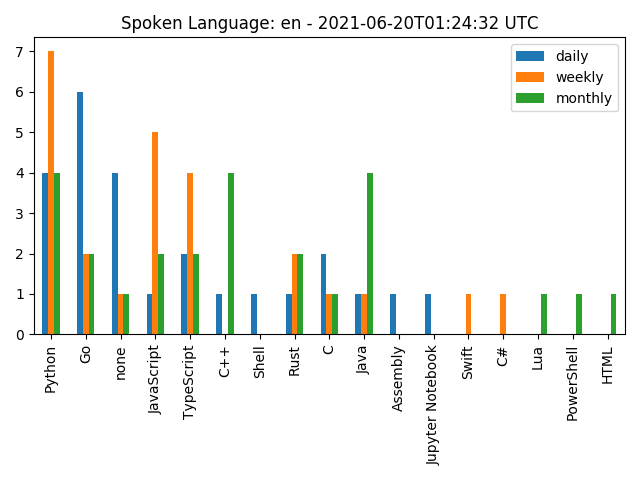 Spoken Language: en - 2021-06-20T01:24:32 UTC
daily
weekly
monthly
7
6
5
4
3
2
1
0
Python
Go
none
JavaScript
TypeScript
C++
Shell
Rust
C
Java
Assembly
Jupyter Notebook
Swift
C#
Lua
PowerShell
HTML